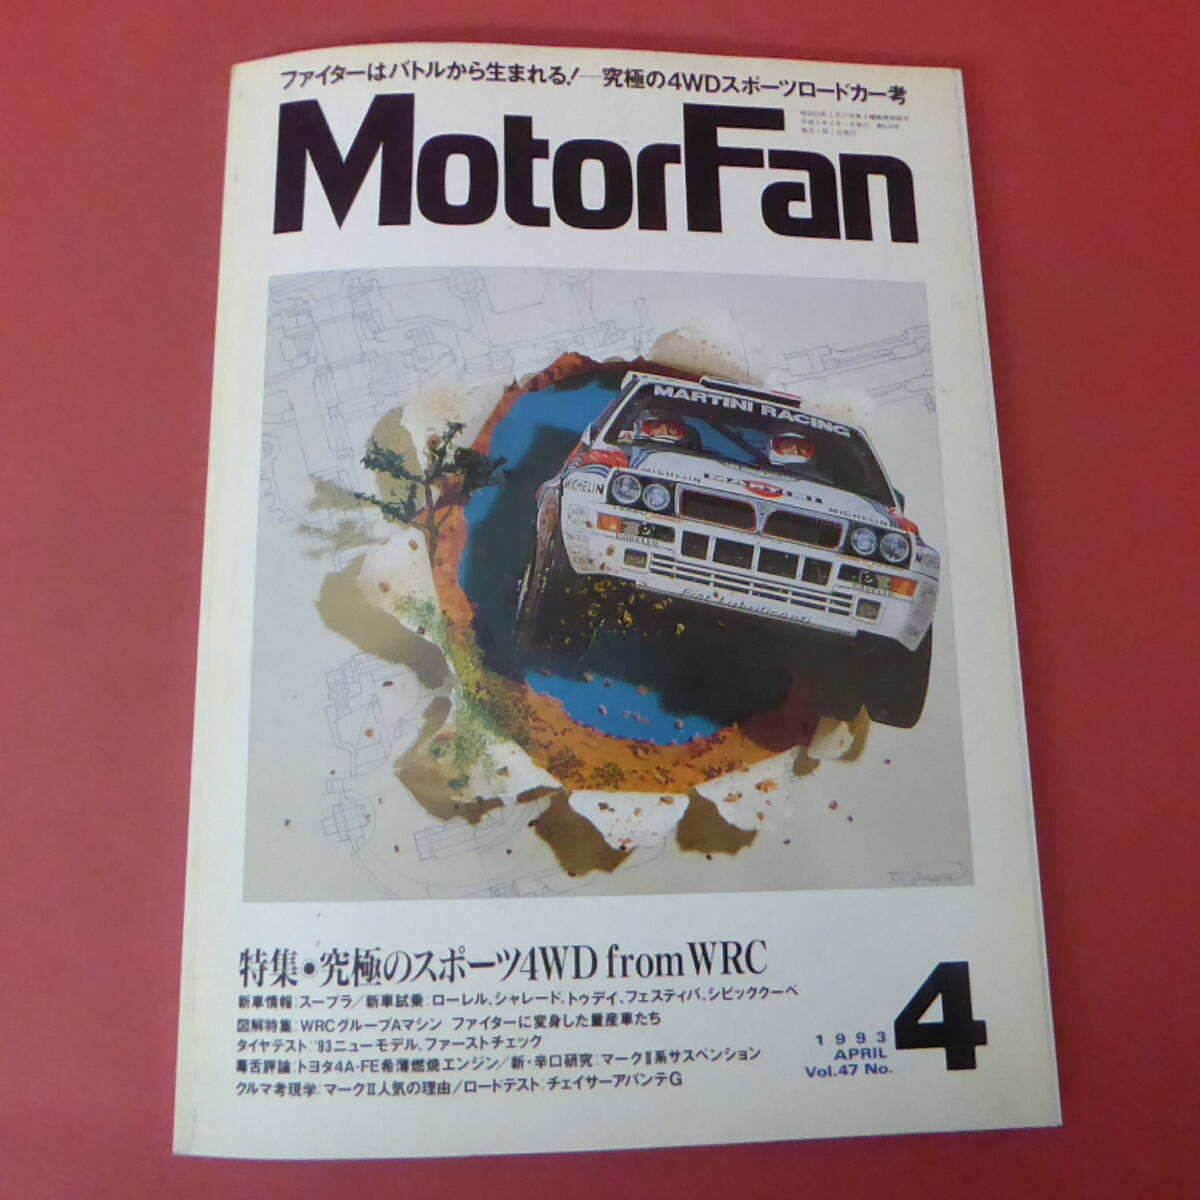 ファイターはバトルから生まれる!―究極の4WDスポーツロードカー考
MotorFan
MARTINI RACING
MICHELIN
MARTINI
MICHELIN
MICHELIN
Fiat Lubrificanti
特集●究極のスポーツ4WD from WRC
新車情報:スープラ/新車試乗:ローレル、シャレード、トゥデイ、フェスティバ、シビッククーペ
図解特集:WRCグループAマシン ファイターに変身した量産車たち
タイヤテスト:'93ニューモデル、ファーストチェック
毒舌評論:トヨタ4A-FE希薄燃焼エンジン/新・辛口研究:マークⅡ系サスペンション
クルマ考現学:マークⅡ人気の理由/ロードテスト:チェイサーアバンテG
1993
APRIL
Vol.47 No.
4